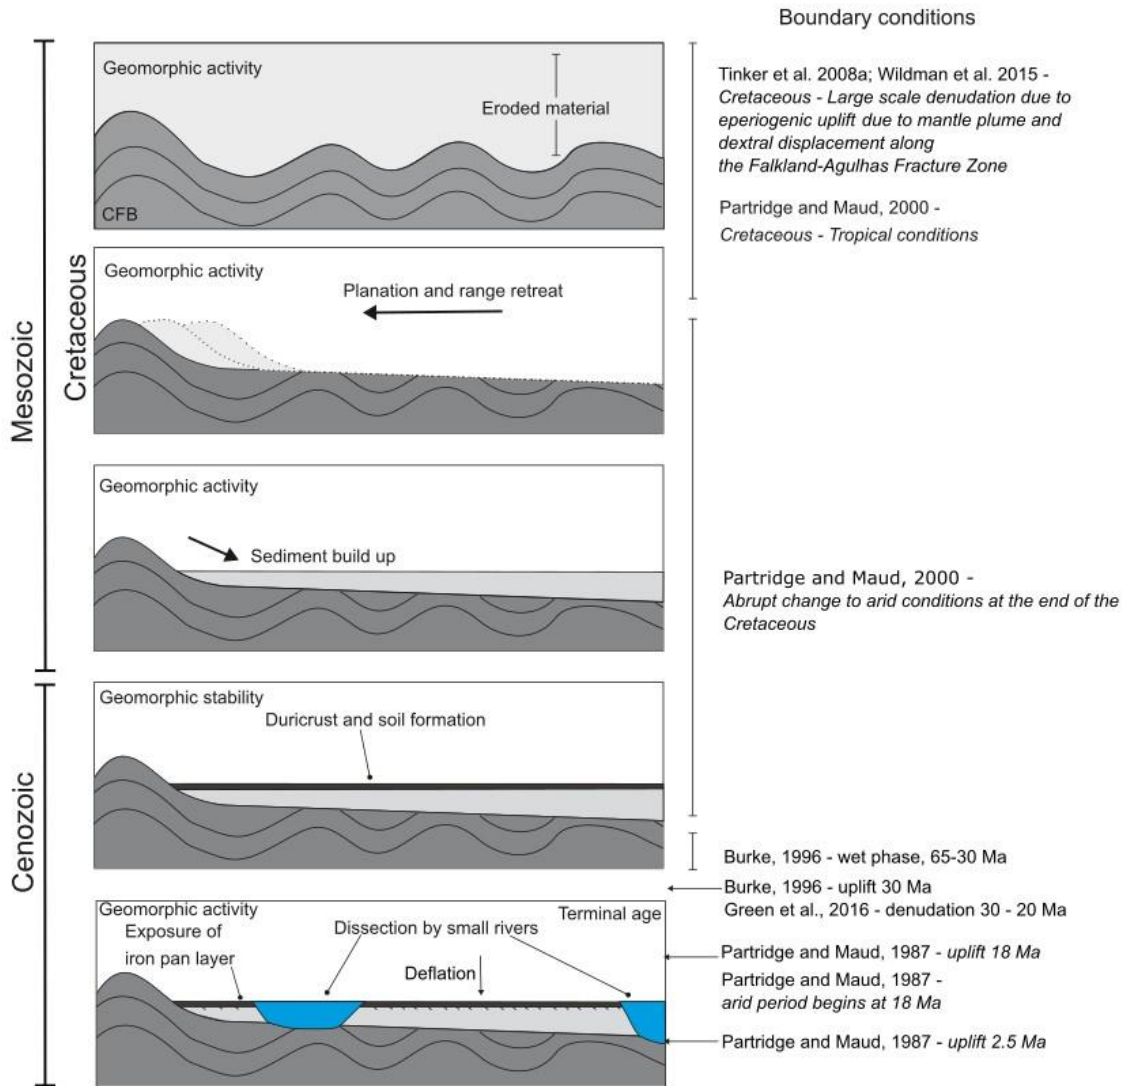 Boundary conditions
Geomorphic activity
Eroded material
CFB
Tinker et al. 2008a; Wildman et al. 2015 -
Cretaceous - Large scale denudation due to
eperiogenic uplift due to mantle plume and
dextral displacement along
the Falkland-Agulhas Fracture Zone
Partridge and Maud, 2000 -
Cretaceous - Tropical conditions
Mesozoic
Cretaceous
Geomorphic activity
Planation and range retreat
Geomorphic activity
Sediment build up
Partridge and Maud, 2000 -
Abrupt change to arid conditions at the end of the
Cretaceous
Cenozoic
Geomorphic stability
Duricrust and soil formation
Burke, 1996 - wet phase, 65-30 Ma
Burke, 1996 - uplift 30 Ma
Green et al., 2016 - denudation 30 - 20 Ma
Geomorphic activity
Terminal age
Exposure of
iron pan layer
Dissection by small rivers
Deflation
Partridge and Maud, 1987 - uplift 18 Ma
Partridge and Maud, 1987 -
arid period begins at 18 Ma
Partridge and Maud, 1987 - uplift 2.5 Ma